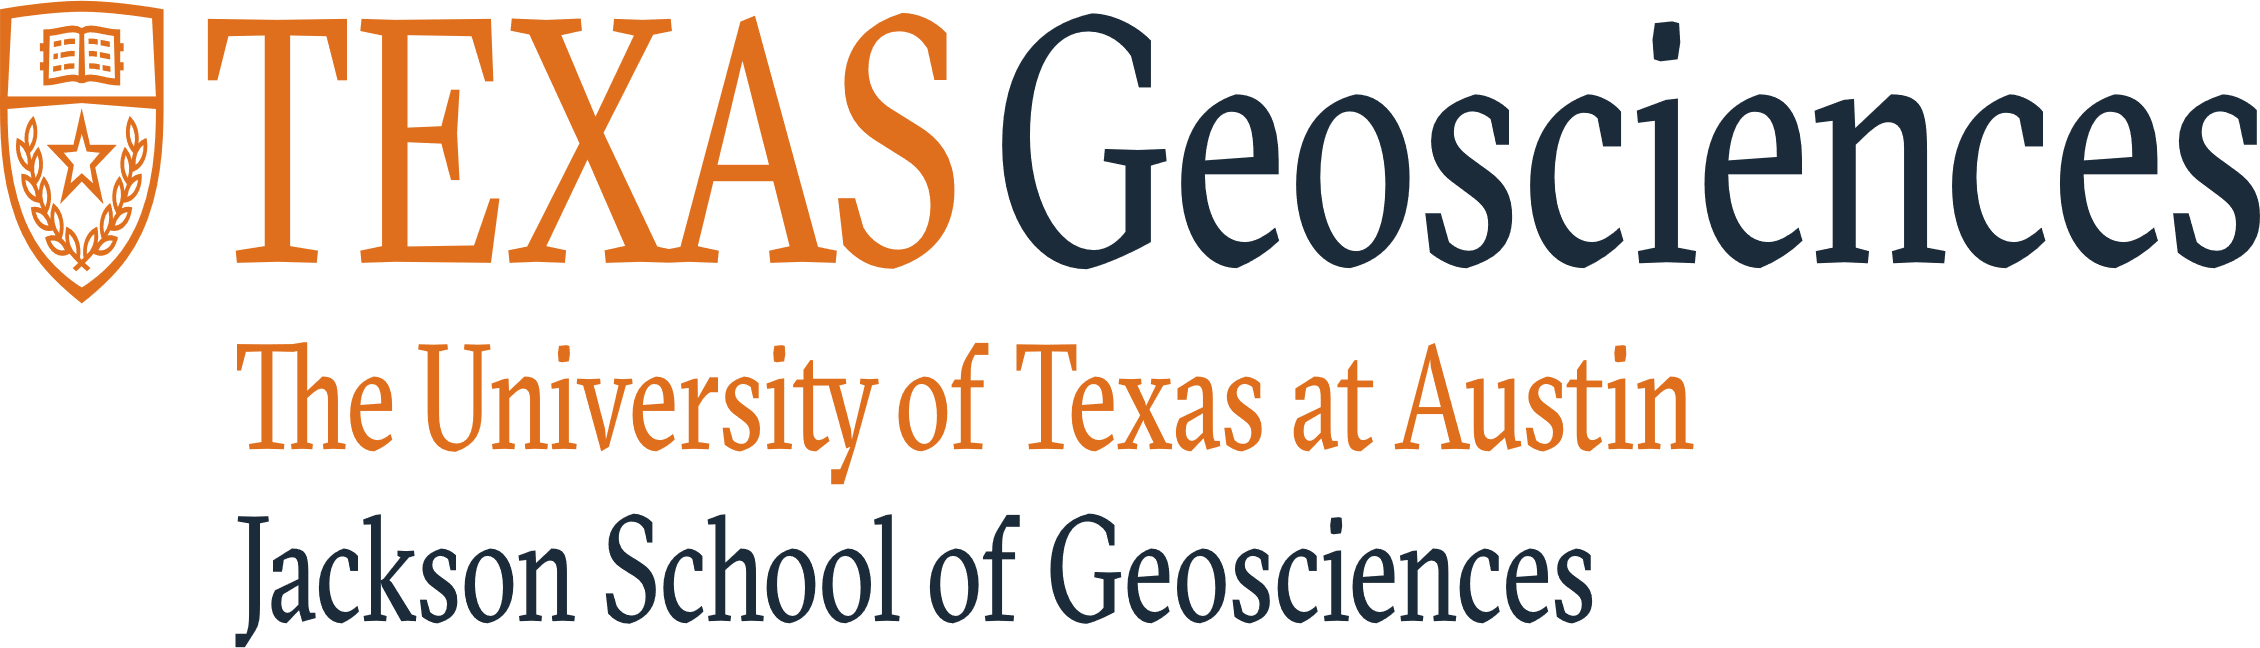 TEXAS Geosciences
The University of Texas at Austin
Jackson School of Geosciences